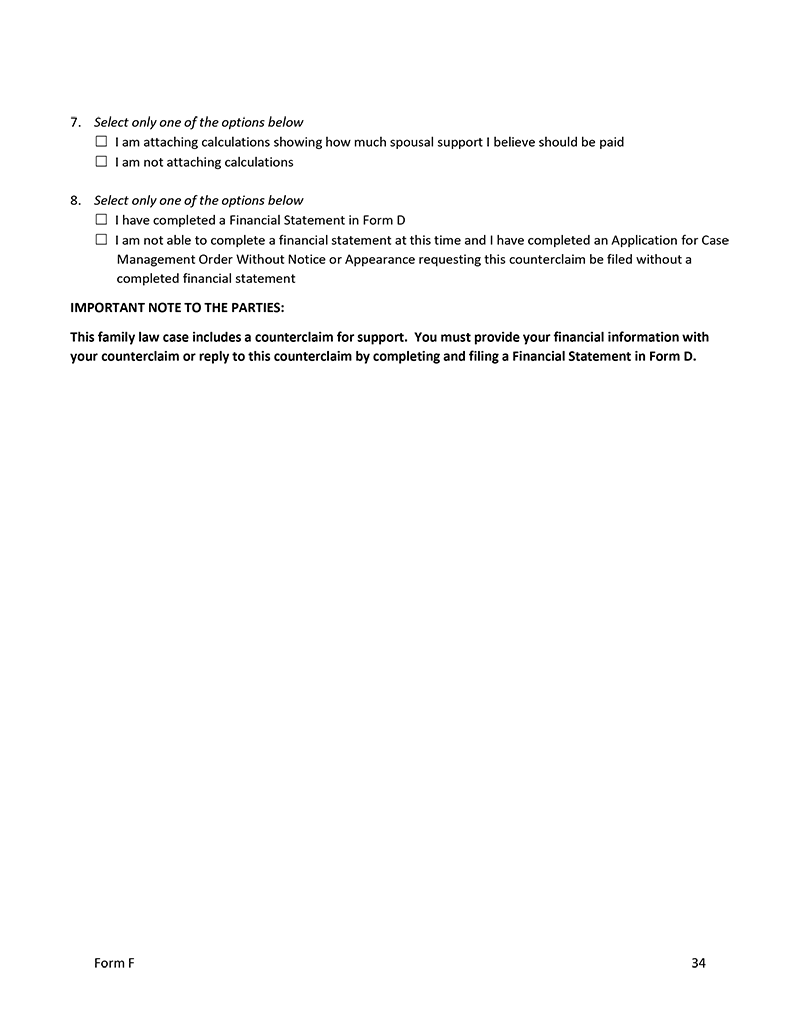 7. Select only one of the options below
☐ I am attaching calculations showing how much spousal support I believe should be paid
☐ I am not attaching calculations
8. Select only one of the options below
☐ I have completed a Financial Statement in Form D
☐ I am not able to complete a financial statement at this time and I have completed an Application for Case
Management Order Without Notice or Appearance requesting this counterclaim be filed without a
completed financial statement
IMPORTANT NOTE TO THE PARTIES:
This family law case includes a counterclaim for support.  You must provide your financial information with
your counterclaim or reply to this counterclaim by completing and filing a Financial Statement in Form D.
Form F 34